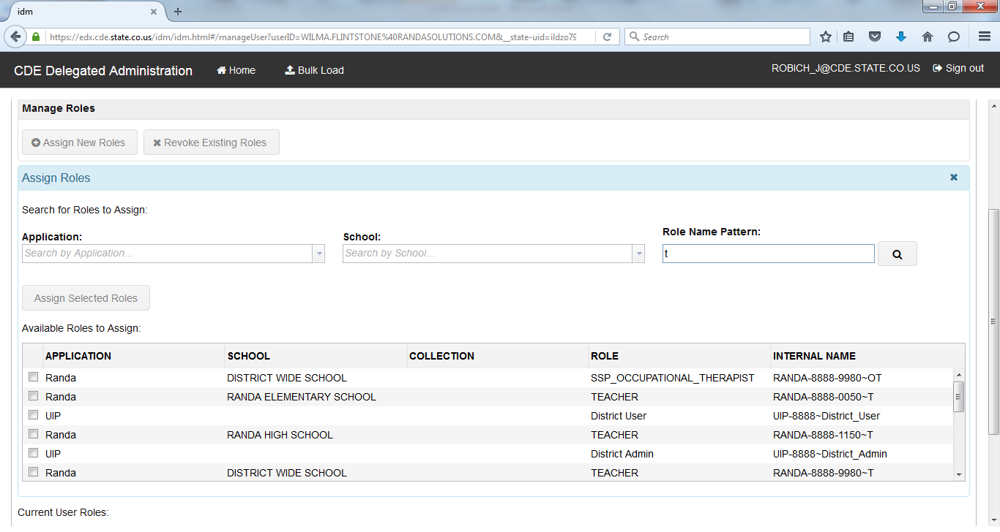 idm
https://edx.cde.state.co.us/idm/idm.html#/manageUser?userID=WILMA.FLINTSTONE%40RANDASOLUTIONS.COM&__state-uid=ildzo79
Search
CDE Delegated Administration Home Bulk Load ROBICH_J@CDE.STATE.CO.US Sign out
Manage Roles
Assign New Roles Revoke Existing Roles
Assign Roles
Search for Roles to Assign:
Application: School: Role Name Pattern:
Search by Application... Search by School... t
Assign Selected Roles
Available Roles to Assign:
APPLICATION SCHOOL COLLECTION ROLE INTERNAL NAME
Randa DISTRICT WIDE SCHOOL SSP_OCCUPATIONAL_THERAPIST RANDA-8888-9980~OT
Randa RANDA ELEMENTARY SCHOOL TEACHER RANDA-8888-0050~T
UIP District User UIP-8888~District_User
Randa RANDA HIGH SCHOOL TEACHER RANDA-8888-1150~T
UIP District Admin UIP-8888~District_Admin
Randa DISTRICT WIDE SCHOOL TEACHER RANDA-8888-9980~T
Current User Roles: